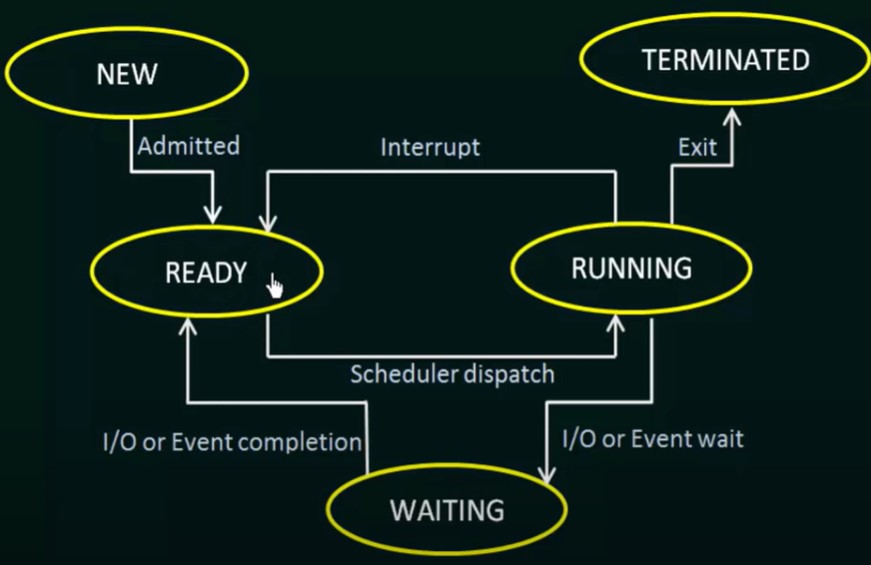 NEW
TERMINATED
Admitted
Interrupt
Exit
READY
RUNNING
Scheduler dispatch
I/O or Event completion
I/O or Event wait
WAITING